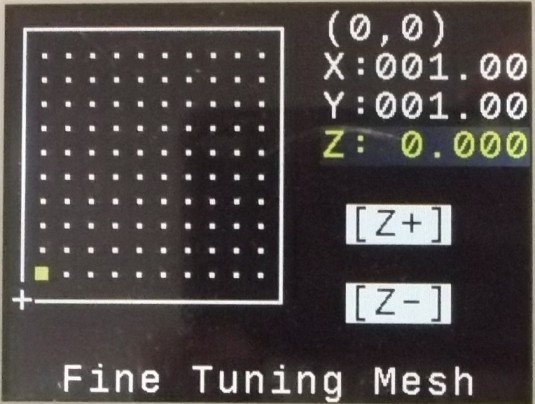 (0,0)
X:001.00
Y:001.00
Z: 0.000
[Z+]
[Z-]
Fine Tuning Mesh